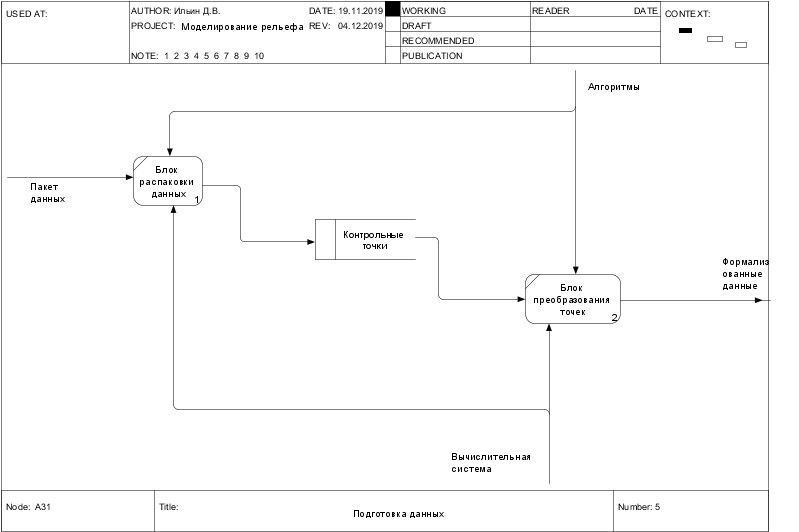 USED AT:
AUTHOR: Ильин Д.В.
DATE: 19.11.2019
PROJECT: Моделирование рельефа
REV: 04.12.2019
NOTE: 1 2 3 4 5 6 7 8 9 10
WORKING
DRAFT
RECOMMENDED
PUBLICATION
READER
DATE
CONTEXT:
Алгоритмы
Блок
распаковки
данных
1
Пакет
данных
Контрольные
точки
Формализ
ованные
данные
Блок
преобразования
точек
2
Вычислительная
система
Node: A31
Title:
Подготовка данных
Number: 5